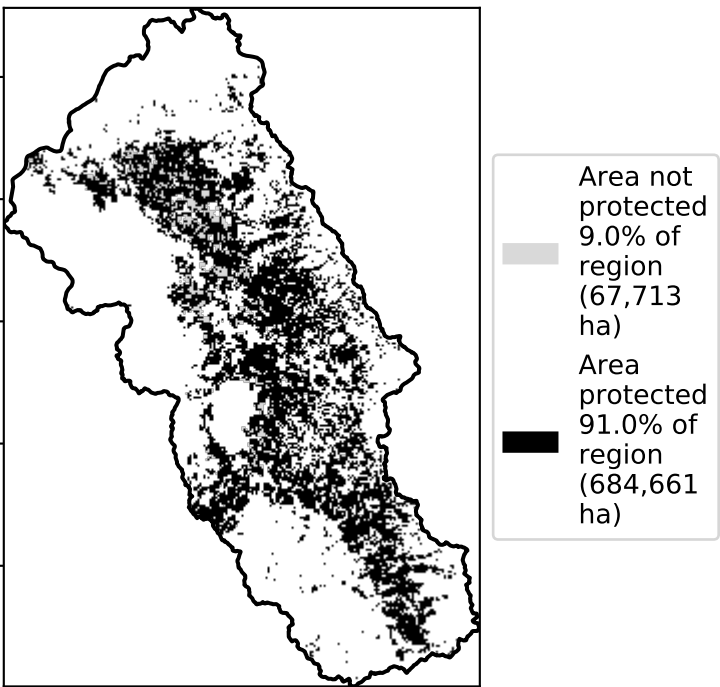 Area not
protected
9.0% of
region
(67,713
ha)
Area
protected
91.0% of
region
(684,661
ha)